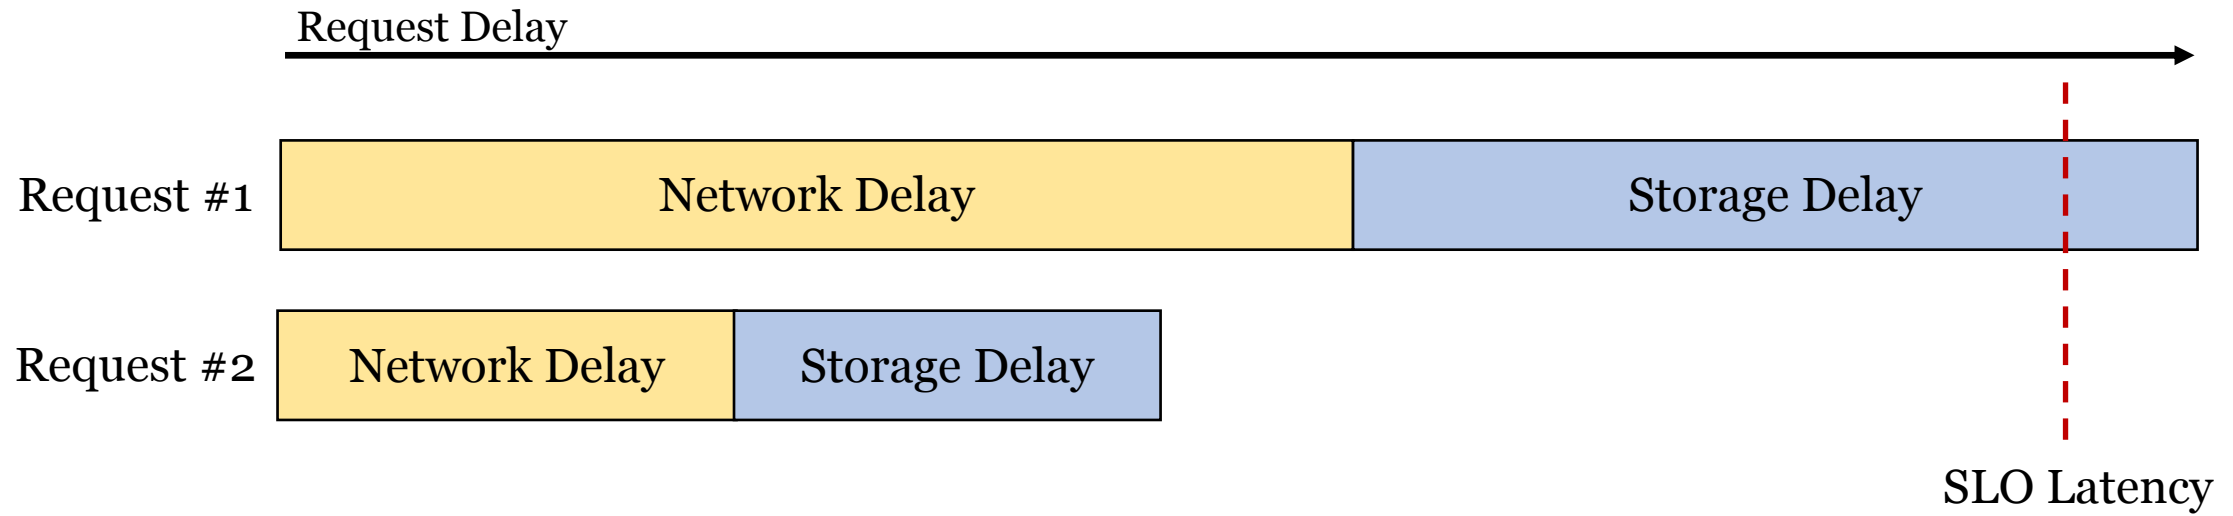 Request Delay
Request #1
Network Delay
Storage Delay
Request #2
Network Delay
Storage Delay
SLO Latency